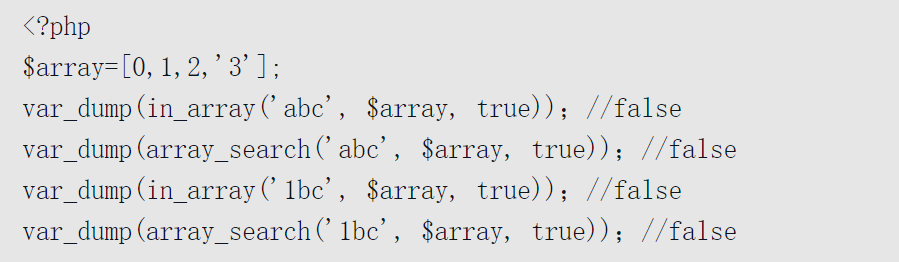 <?php
$array=[0,1,2,'3'];
var_dump(in_array('abc', $array, true)); //false
var_dump(array_search('abc', $array, true)); //false
var_dump(in_array('1bc', $array, true)); //false
var_dump(array_search('1bc', $array, true)); //false